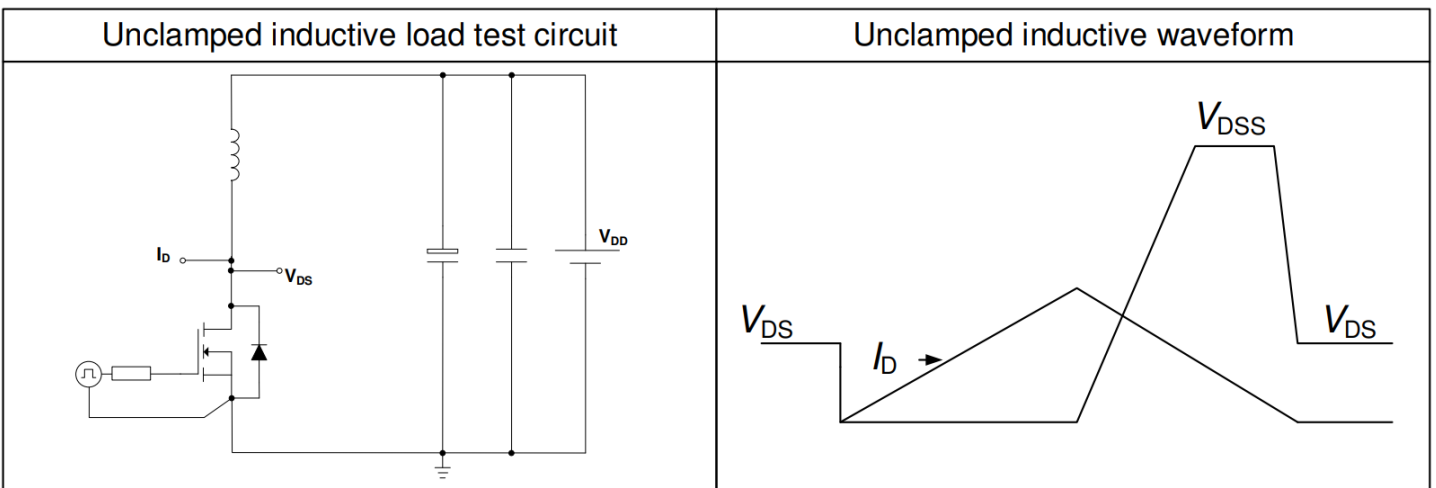 Unclamped inductive load test circuit
Unclamped inductive waveform
VDD
ID
VDS
VDSS
VDS
ID
VDS